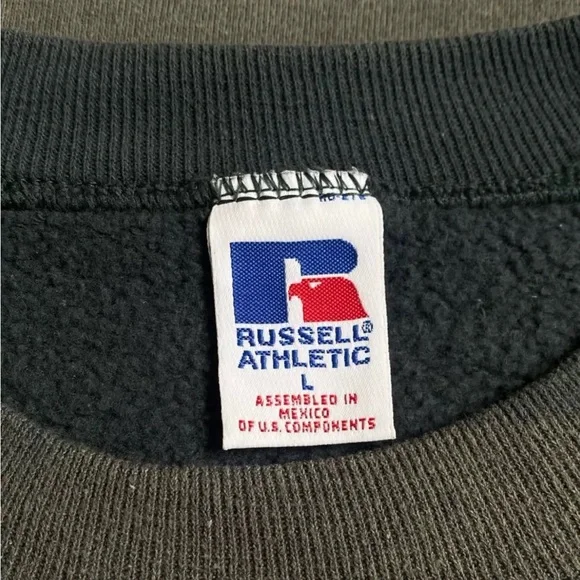 RUSSELL®
ATHLETIC
L
ASSEMBLED IN
MEXICO
OF U.S. COMPONENTS